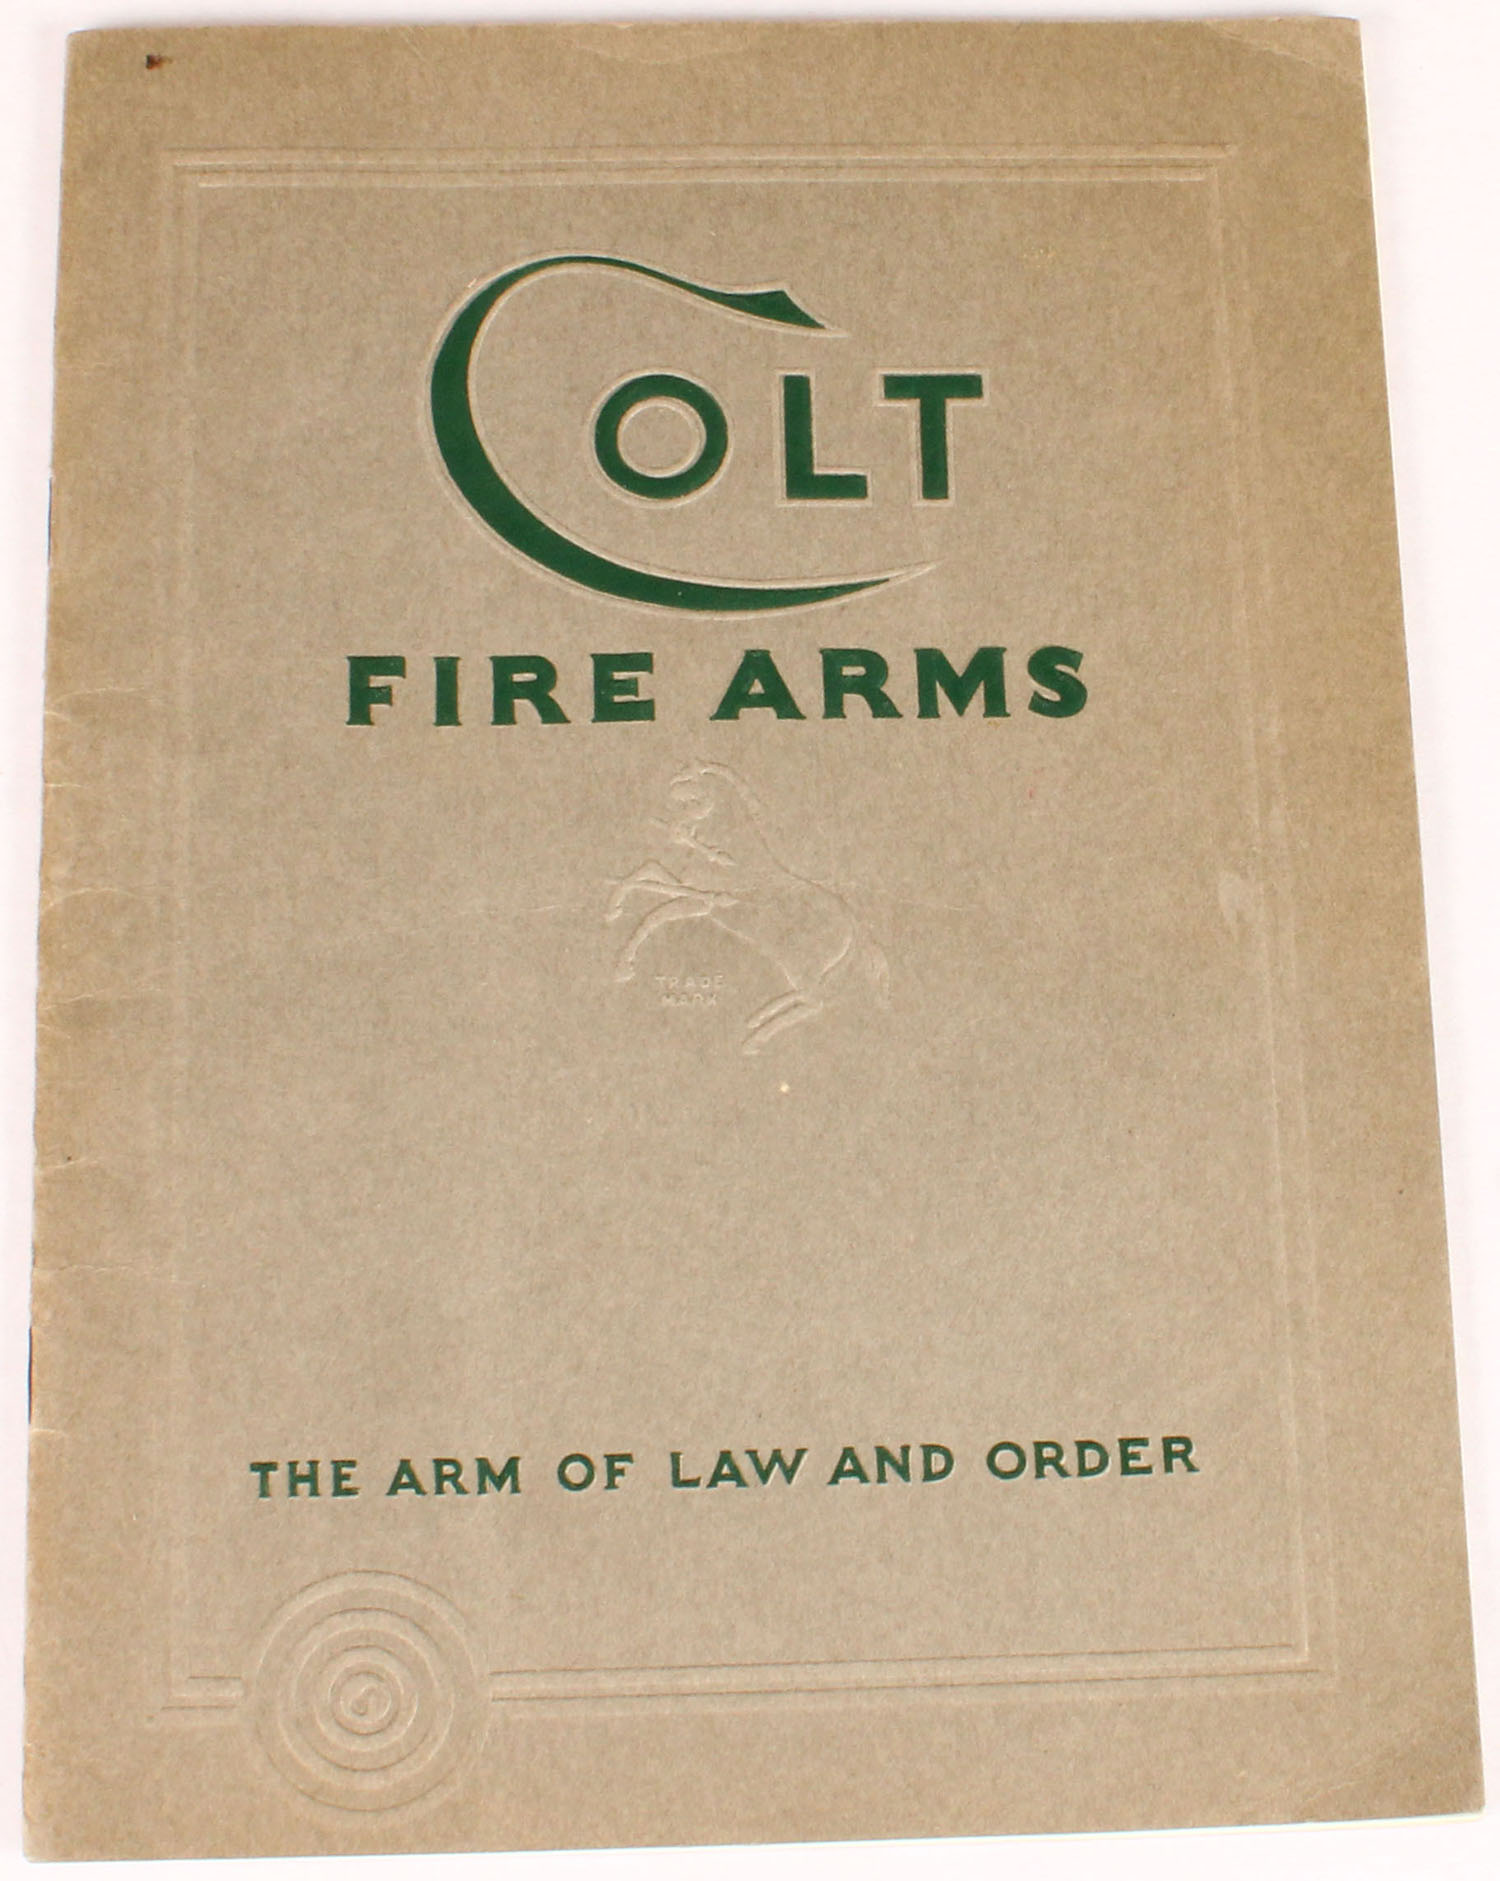 COLT
FIRE ARMS
TRADE
MARK
THE ARM OF LAW AND ORDER